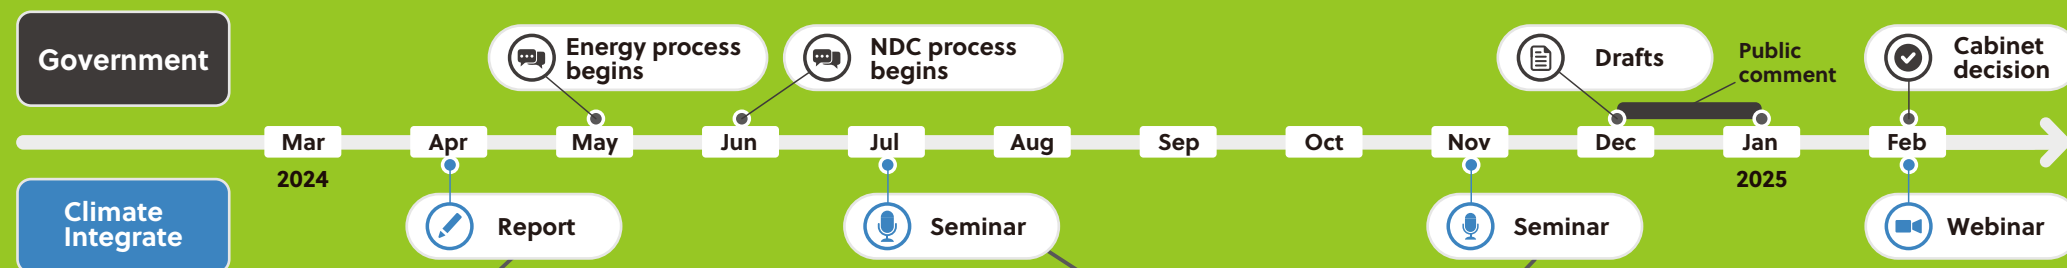 Government
Energy process
begins
NDC process
begins
Drafts
Public
comment
Cabinet
decision
Mar
Apr
May
Jun
Jul
Aug
Sep
Oct
Nov
Dec
Jan
Feb
2024
2025
Climate
Integrate
Report
Seminar
Seminar
Webinar